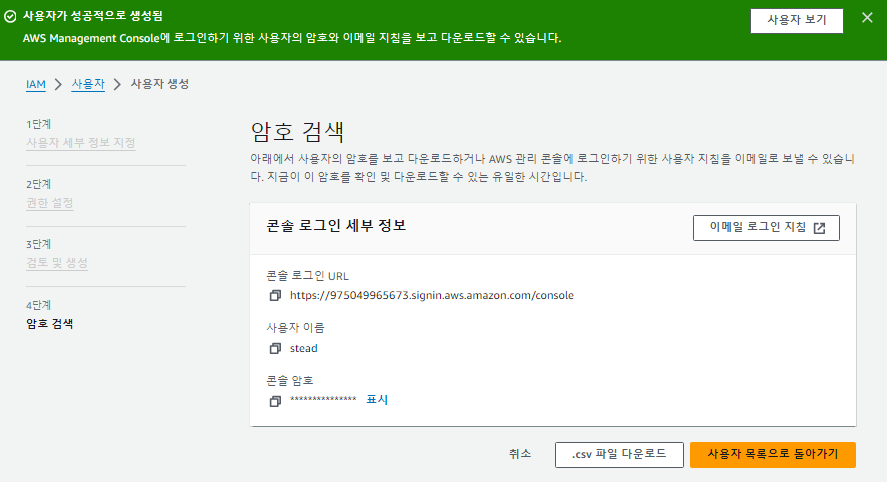 사용자가 성공적으로 생성됨
AWS Management Console에 로그인하기 위한 사용자의 암호와 이메일 지침을 보고 다운로드할 수 있습니다.
사용자 보기
IAM > 사용자 > 사용자 생성
1단계
사용자 세부 정보 지정
2단계
권한 설정
3단계
검토 및 생성
4단계
암호 검색
암호 검색
아래에서 사용자의 암호를 보고 다운로드하거나 AWS 관리 콘솔에 로그인하기 위한 사용자 지침을 이메일로 보낼 수 있습니
다. 지금이 이 암호를 확인 및 다운로드할 수 있는 유일한 시간입니다.
콘솔 로그인 세부 정보
이메일 로그인 지침
콘솔 로그인 URL
https://975049965673.signin.aws.amazon.com/console
사용자 이름
stead
콘솔 암호
*************** 표시
취소
.csv 파일 다운로드
사용자 목록으로 돌아가기